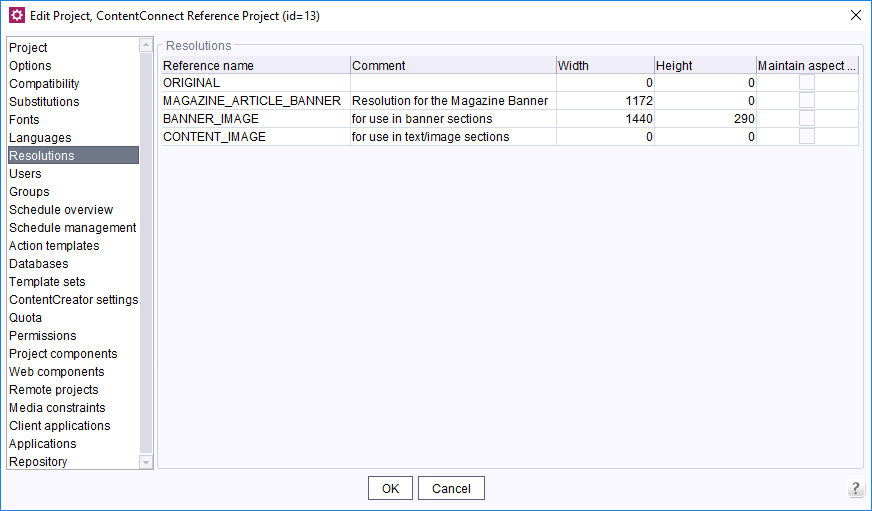 Edit Project, ContentConnect Reference Project (id=13)
Project
Options
Compatibility
Substitutions
Fonts
Languages
Resolutions
Users
Groups
Schedule overview
Schedule management
Action templates
Databases
Template sets
ContentCreator settings
Quota
Permissions
Project components
Web components
Remote projects
Media constraints
Client applications
Applications
Repository
Resolutions
Reference name Comment Width Height Maintain aspect ...
ORIGINAL 0 0
MAGAZINE_ARTICLE_BANNER Resolution for the Magazine Banner 1172 0
BANNER_IMAGE for use in banner sections 1440 290
CONTENT_IMAGE for use in text/image sections 0 0
OK Cancel ?